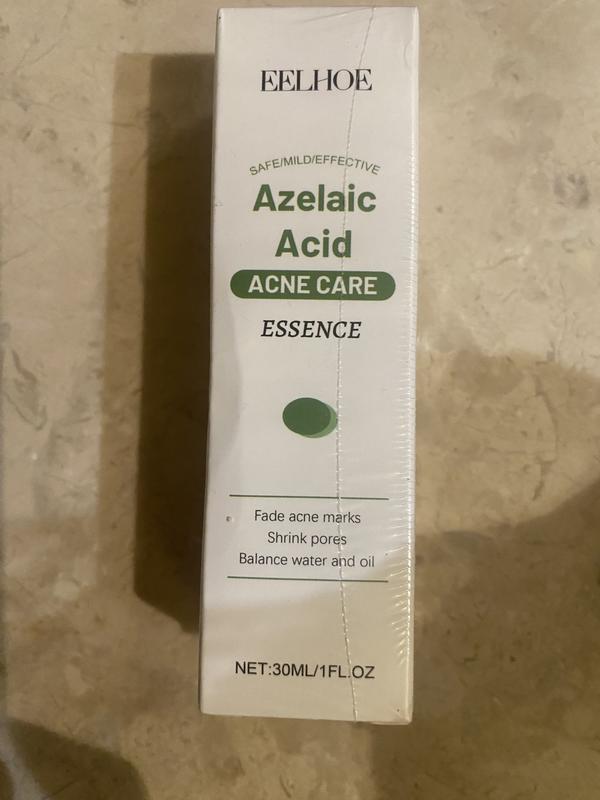 EELHOE
SAFE/MILD/EFFECTIVE
Azelaic
Acid
ACNE CARE
ESSENCE
Fade acne marks
Shrink pores
Balance water and oil
NET:30ML/1FL.OZ